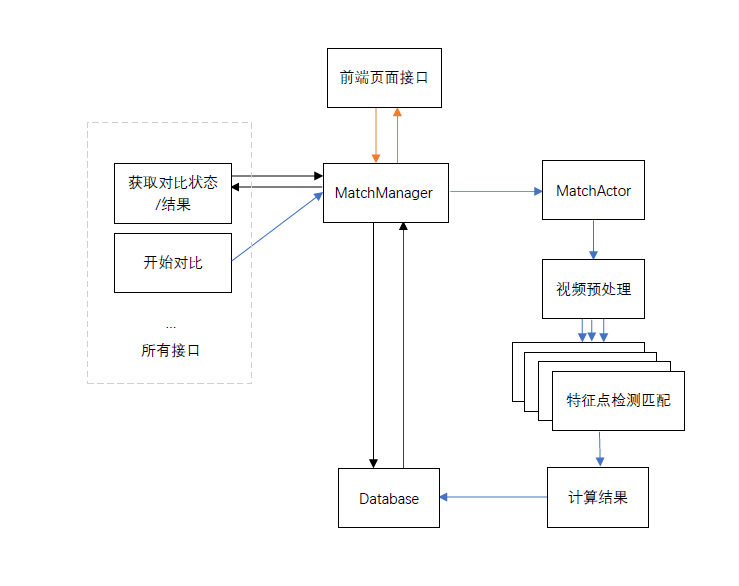 前端页面接口
获取对比状态
/结果
开始对比
...
所有接口
MatchManager
MatchActor
视频预处理
特征点检测匹配
计算结果
Database